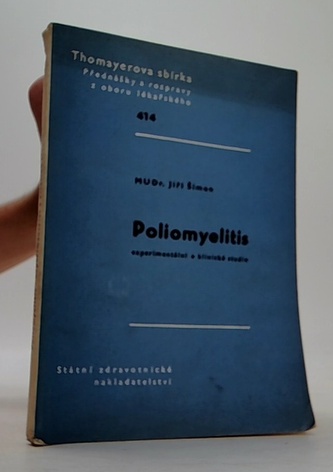 Thomayerova sbírka
Přednášky a rozpravy
z oboru lékařského
414
MUDr. Jiří Šimon
Poliomyelitis
experimentální a klinická studie
Státní zdravotnické
nakladatelství